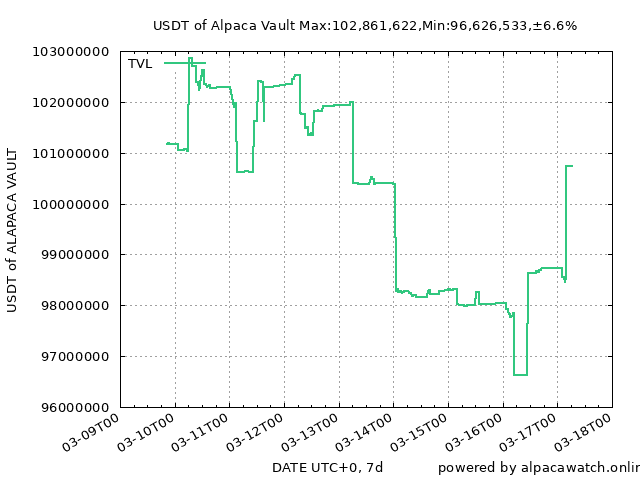 USDT of Alpaca Vault Max:102,861,622,Min:96,626,533,±6.6%
103000000
TVL
102000000
101000000
100000000
99000000
98000000
97000000
96000000
USDT of ALAPACA VAULT
03-09T00
03-10T00
03-11T00
03-12T00
03-13T00
03-14T00
03-15T00
03-16T00
03-17T00
03-18T00
DATE UTC+0, 7d
powered by alpacawatch.onlin